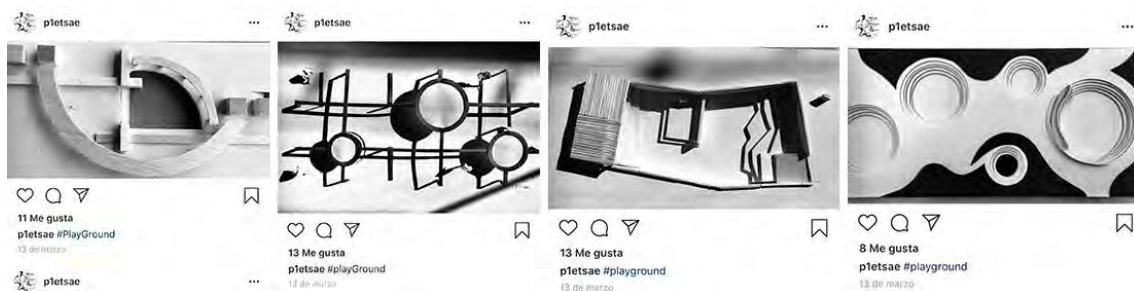 p1etsae
11 Me gusta
p1etsae #PlayGround
13 de marzo
p1etsae
p1etsae
13 Me gusta
p1etsae #playGround
13 de marzo
p1etsae
13 Me gusta
p1etsae #playground
13 de marzo
p1etsae
8 Me gusta
p1etsae #playground
13 de marzo